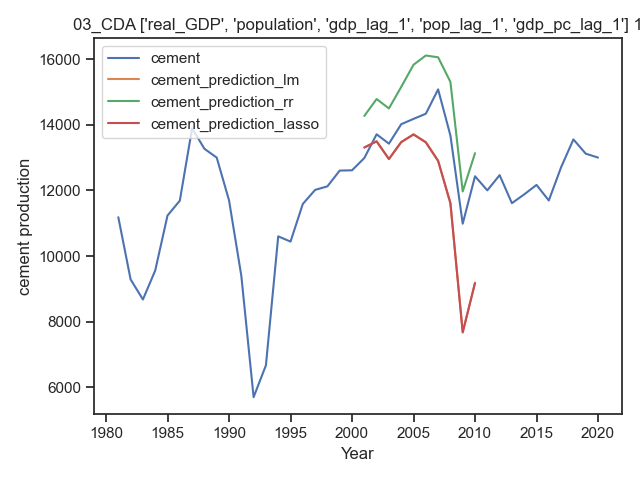 03_CDA ['real_GDP', 'population', 'gdp_lag_1', 'pop_lag_1', 'gdp_pc_lag_1'] 1
cement
cement_prediction_lm
cement_prediction_rr
cement_prediction_lasso
cement production
16000
14000
12000
10000
8000
6000
1980
1985
1990
1995
2000
2005
2010
2015
2020
Year